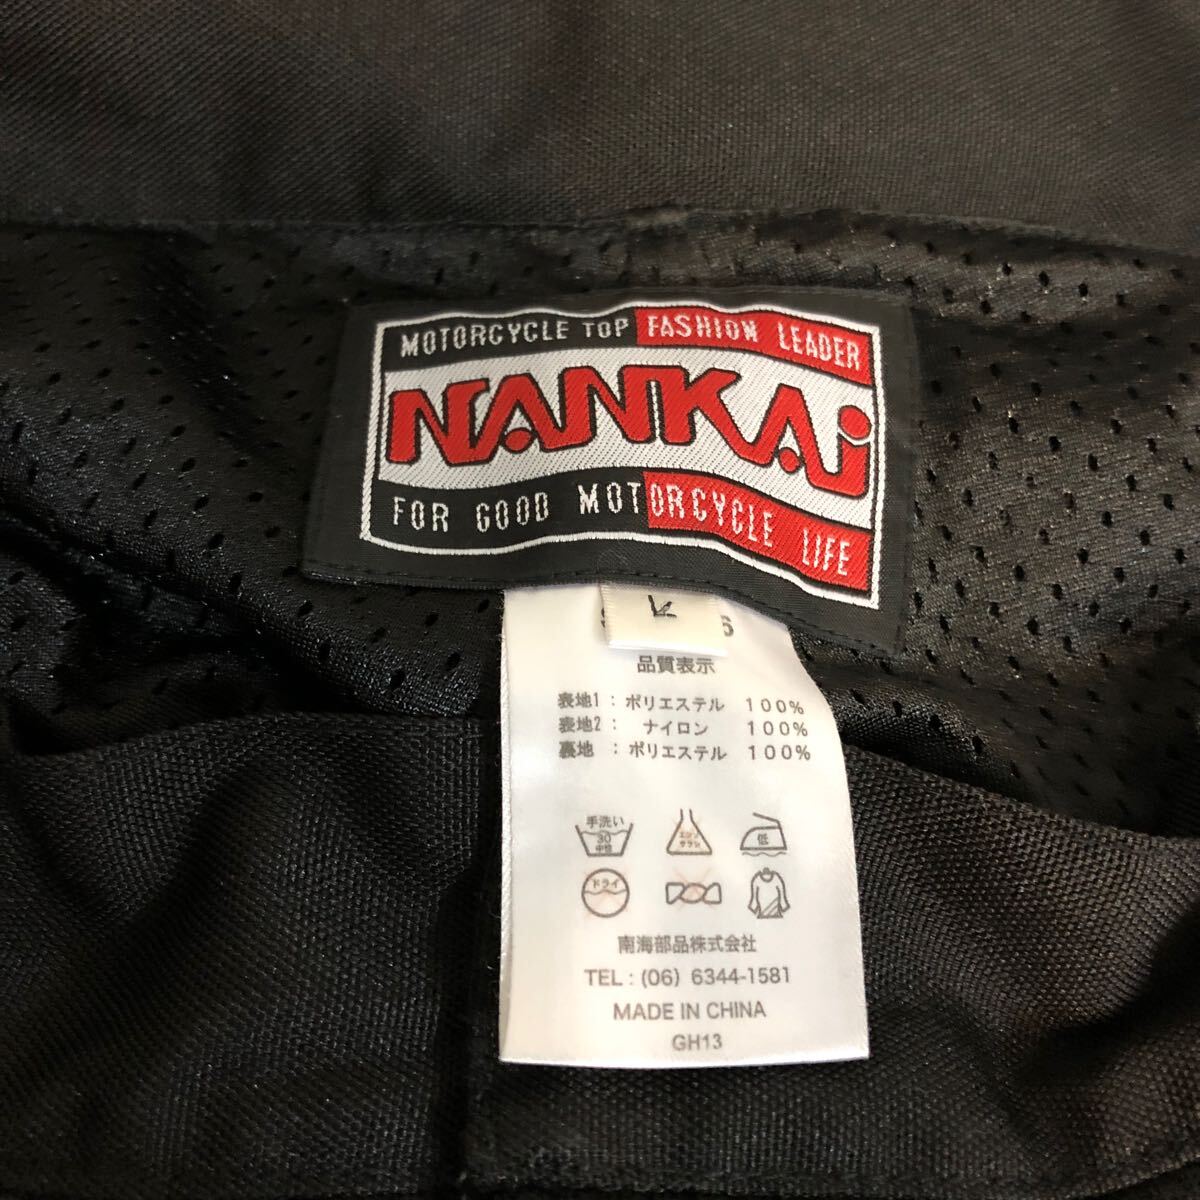 MOTORCYCLE TOP FASHION LEADER
NANKAi
FOR GOOD MOTORCYCLE LIFE
品質表示
表地1：ポリエステル 100%
表地2：ナイロン 100%
裏地：ポリエステル 100%
手洗い
30
中性
低
ドライ
南海部品株式会社
TEL : (06) 6344-1581
MADE IN CHINA
GH13